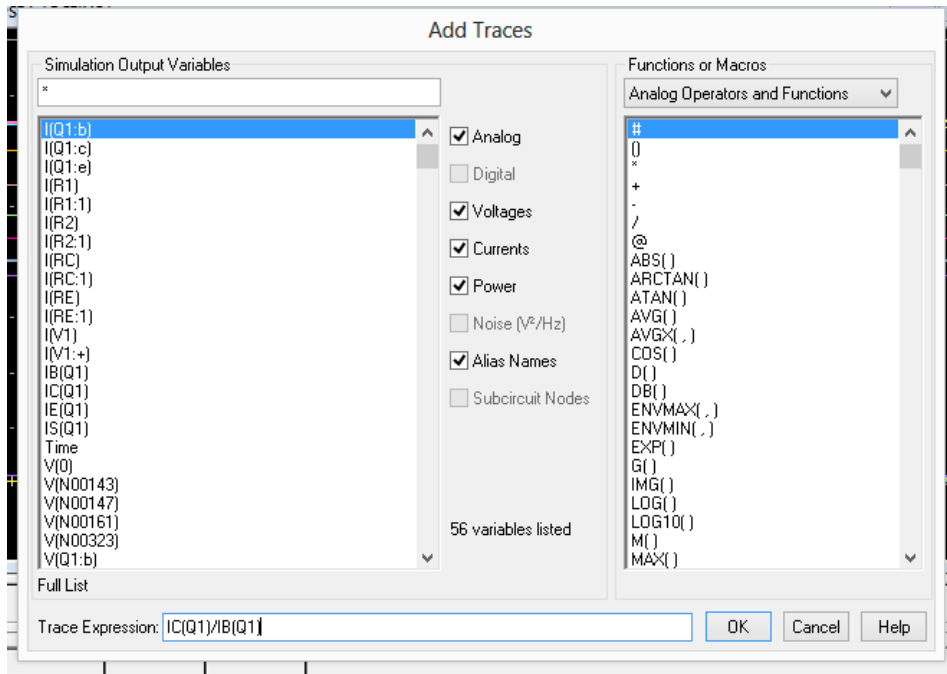 Add Traces
Simulation Output Variables
*
I(Q1:b)
I(Q1:c)
I(Q1:e)
I(R1)
I(R1:1)
I(R2)
I(R2:1)
I(RC)
I(RC:1)
I(RE)
I(RE:1)
I(V1)
I(V1:+)
IB(Q1)
IC(Q1)
IE(Q1)
IS(Q1)
Time
V(0)
V(N00143)
V(N00147)
V(N00161)
V(N00323)
V(Q1:b)
Full List
Analog
Digital
Voltages
Currents
Power
Noise (V²/Hz)
Alias Names
Subcircuit Nodes
56 variables listed
Functions or Macros
Analog Operators and Functions
#
()
*
+
-
/
@
ABS( )
ARCTAN( )
ATAN( )
AVG( )
AVGX( , )
COS( )
D( )
DB( )
ENVMAX( , )
ENVMIN( , )
EXP( )
G( )
IMG( )
LOG( )
LOG10( )
M( )
MAX( )
Trace Expression: IC(Q1)/IB(Q1)
OK Cancel Help